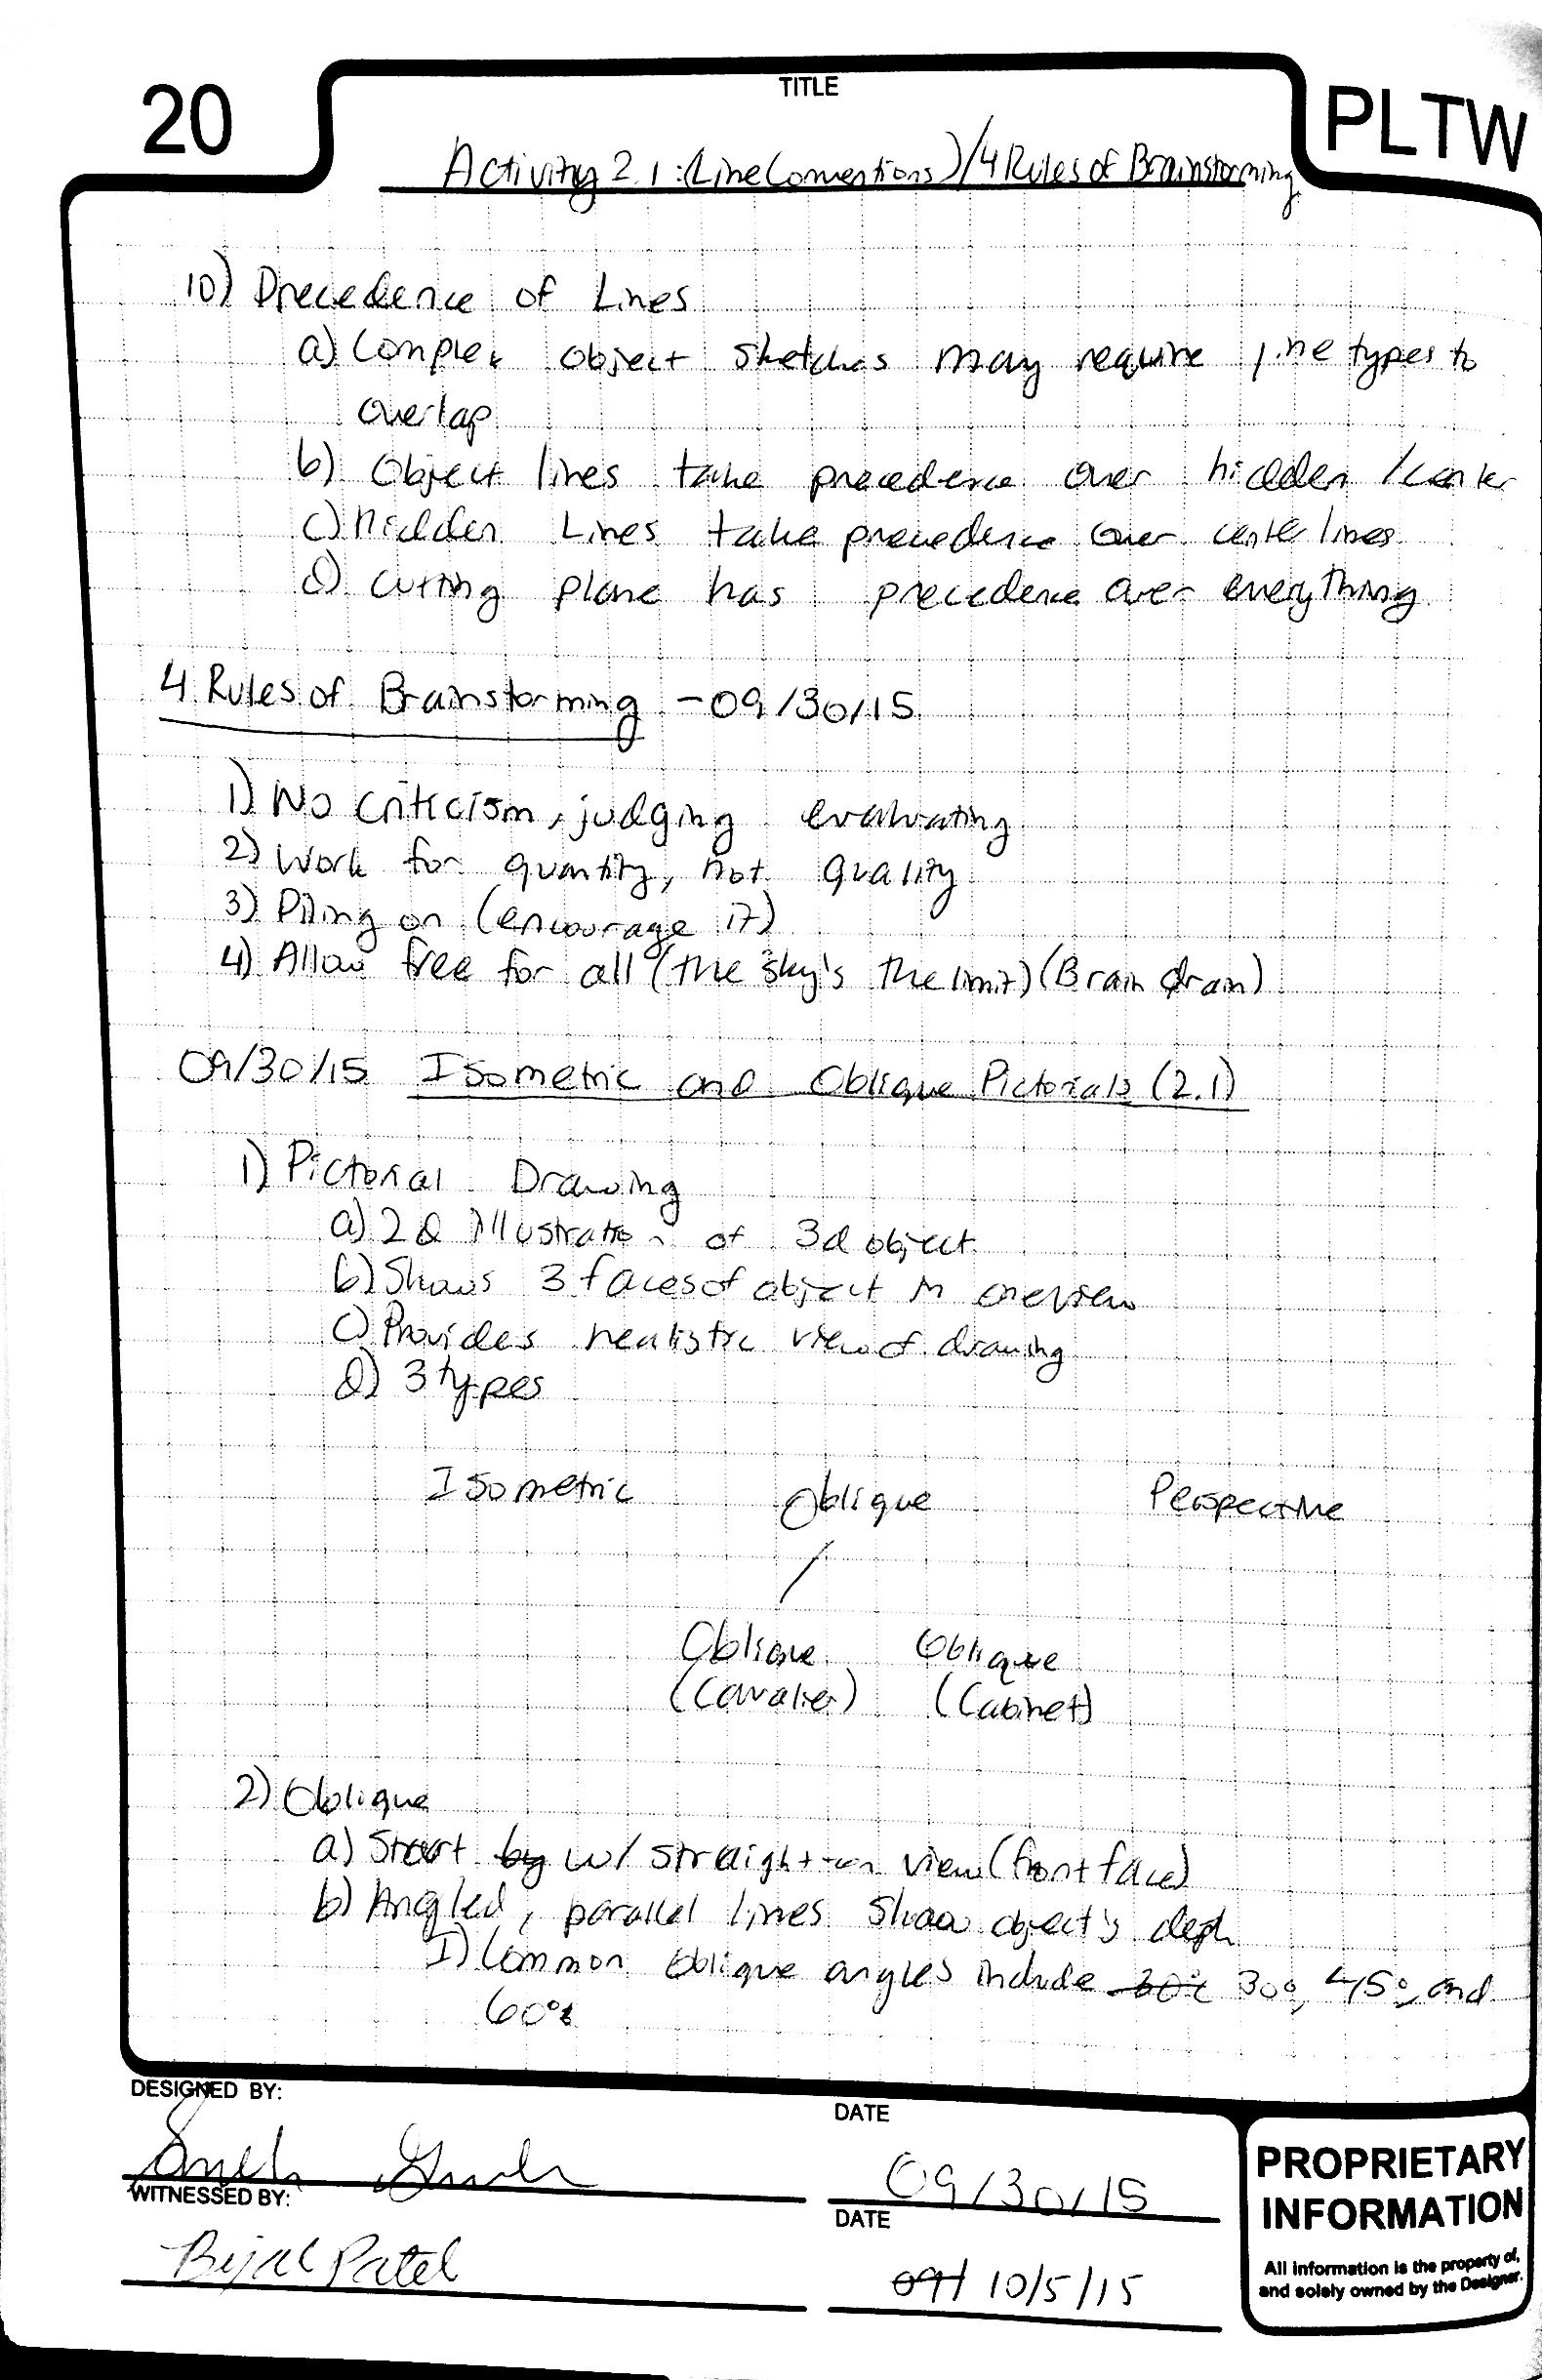 20
TITLE
PLTW
Activity 2.1: (Line Conventions)/4 Rules of Brainstorming
10) Precedence of Lines
a) Complex object sketches may require line types to
overlap
b) Object lines take precedence over hidden /center
c) Hidden Lines take precedence over center lines
d) Cutting plane has precedence over everything
4 Rules of Brainstorming - 09/30/15
1) No criticism, judging evaluating
2) Work for quantity, not quality
3) Piling on (encourage it)
4) Allow free for all (the sky's the limit) (Brain drain)
09/30/15 Isometric and Oblique Pictorials (2.1)
1) Pictorial Drawing
a) 2d illustration of 3d object
b) Shows 3 faces of object in one view
c) Provides realistic view of drawing
d) 3 types
Isometric Oblique Perspective
Oblique Oblique
(Cavalier) (Cabinet)
2) Oblique
a) Start by w/ straight-on view (front face)
b) Angled, parallel lines show object's depth
I) Common oblique angles include 30° 30°, 45°, and
60°
DESIGNED BY:
DATE
09/30/15
WITNESSED BY:
DATE
Bijal Patel
09/ 10/5/15
PROPRIETARY
INFORMATION
All information is the property of,
and solely owned by the Designer.